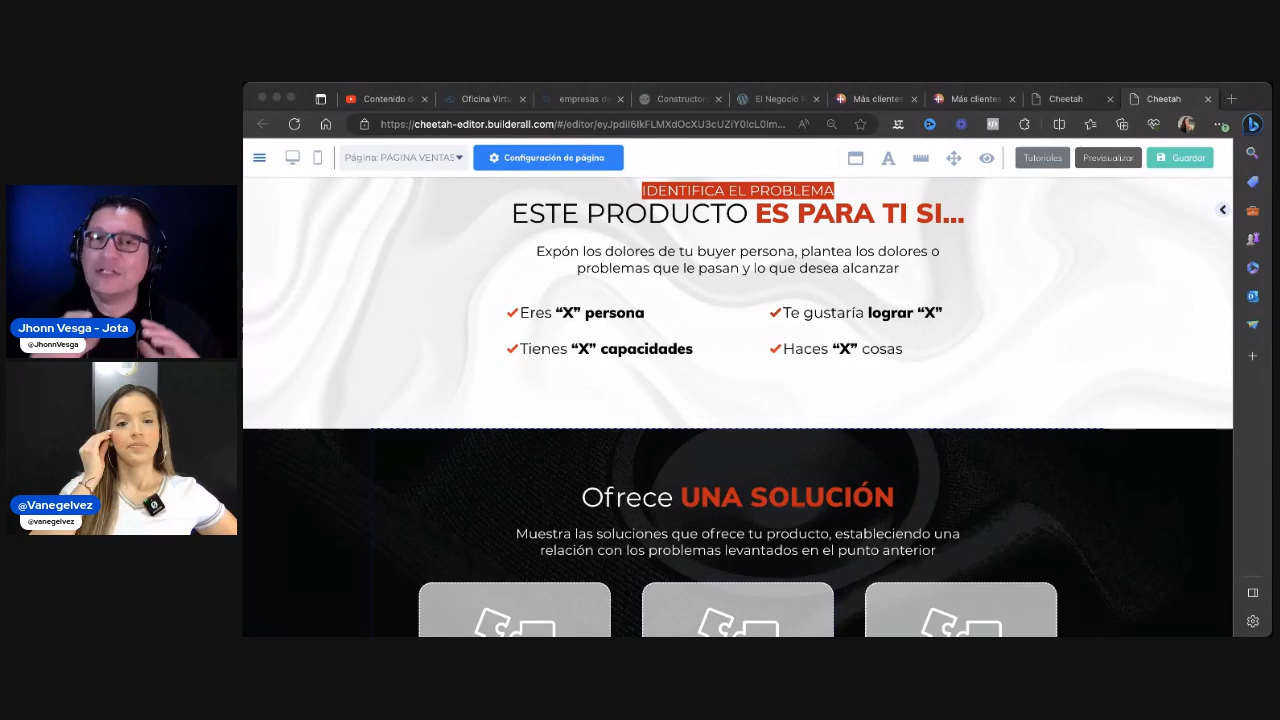 Contenido d
Oficina Virtu
empresas de
Constructor
El Negocio
Más clientes
Más clientes
Cheetah
Cheetah
https://cheetah-editor.builderall.com/#/editor/
Página: PÁGINA VENTAS
Configuración de página
Tutoriales
Previsualizar
Guardar
IDENTIFICA EL PROBLEMA
ESTE PRODUCTO ES PARA TI SI...
Expón los dolores de tu buyer persona, plantea los dolores o
problemas que le pasan y lo que desea alcanzar
Eres “X” persona
Te gustaría lograr “X”
Tienes “X” capacidades
Haces “X” cosas
Ofrece UNA SOLUCIÓN
Muestra las soluciones que ofrece tu producto, estableciendo una
relación con los problemas levantados en el punto anterior
Jhonn Vesga - Jota
@JhonnVesga
@Vanegelvez
@vanegelvez